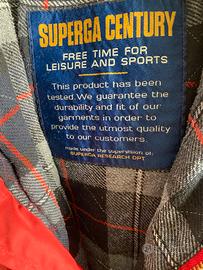 SUPERGA CENTURY
FREE TIME FOR
LEISURE AND SPORTS
This product has been
tested. We guarantee the
durability and fit of our
garments in order to
provide the utmost quality
to our customers.
made under the supervision of:
SUPERGA RESEARCH DPT.